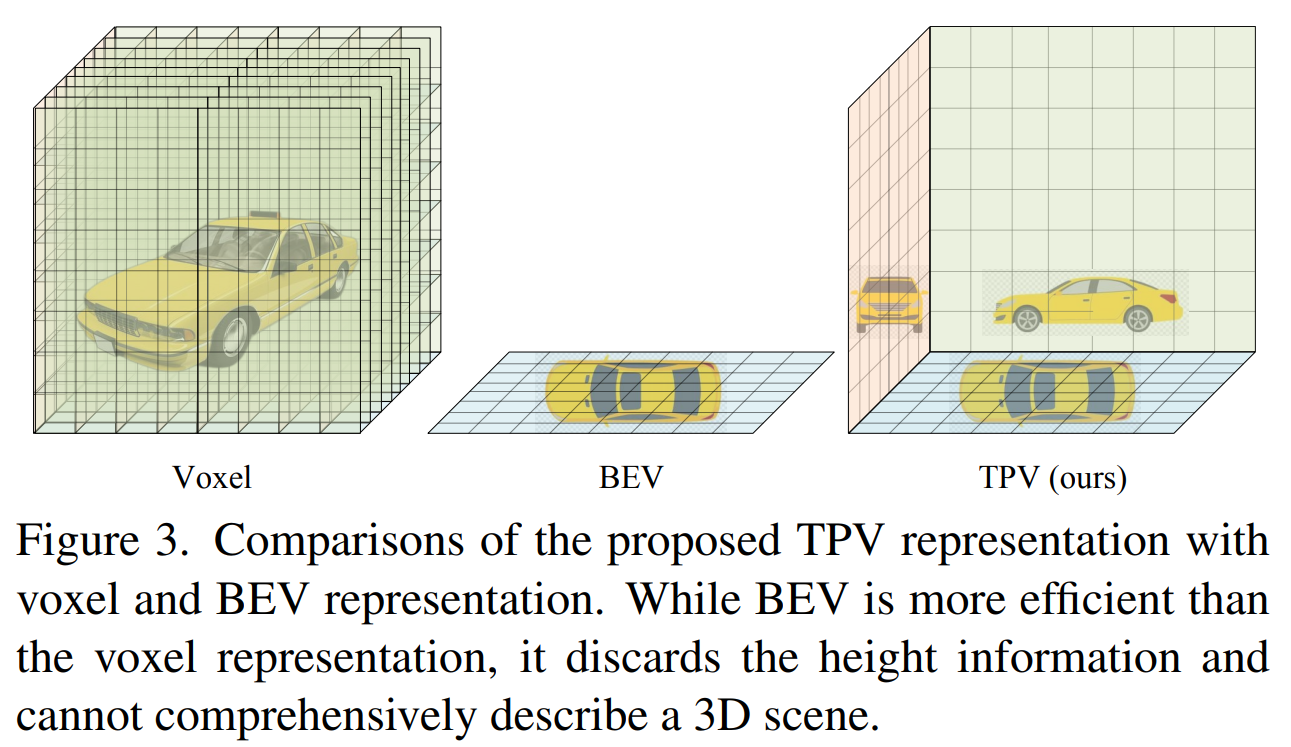 Voxel
BEV
TPV (ours)
Figure 3. Comparisons of the proposed TPV representation with
voxel and BEV representation. While BEV is more efficient than
the voxel representation, it discards the height information and
cannot comprehensively describe a 3D scene.